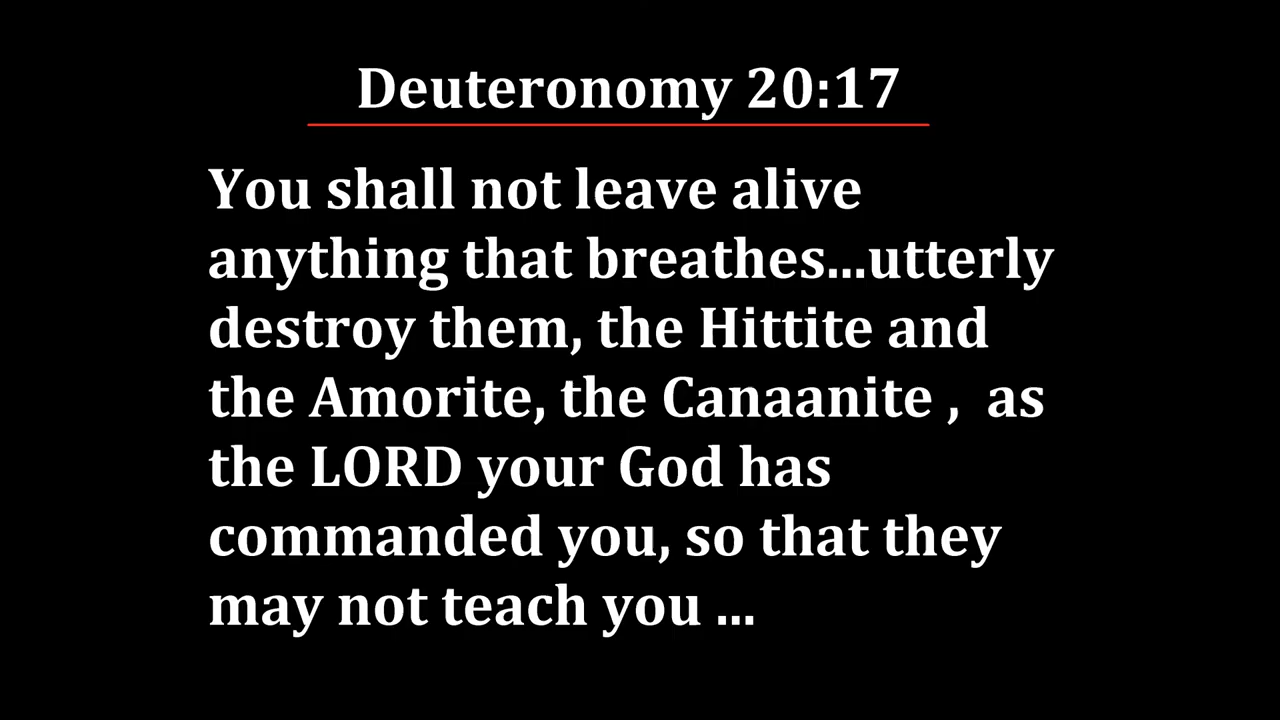 Deuteronomy 20:17
You shall not leave alive
anything that breathes...utterly
destroy them, the Hittite and
the Amorite, the Canaanite ,  as
the LORD your God has
commanded you, so that they
may not teach you ...